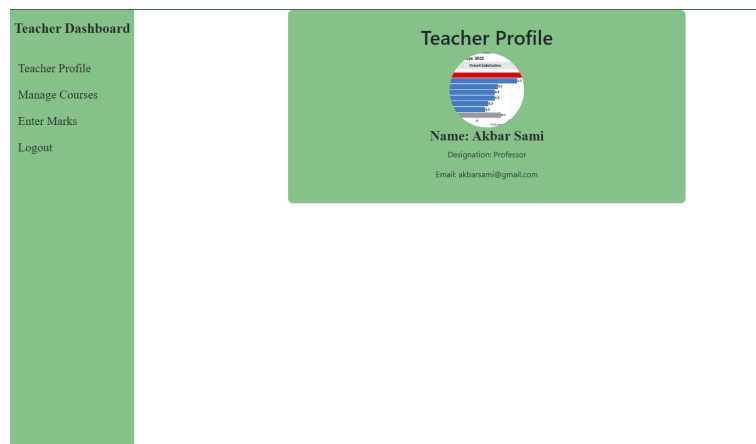 Teacher Dashboard
Teacher Profile
Manage Courses
Enter Marks
Logout
Teacher Profile
2022
Overall Satisfaction
Name: Akbar Sami
Designation: Professor
Email: akbarsami@gmail.com